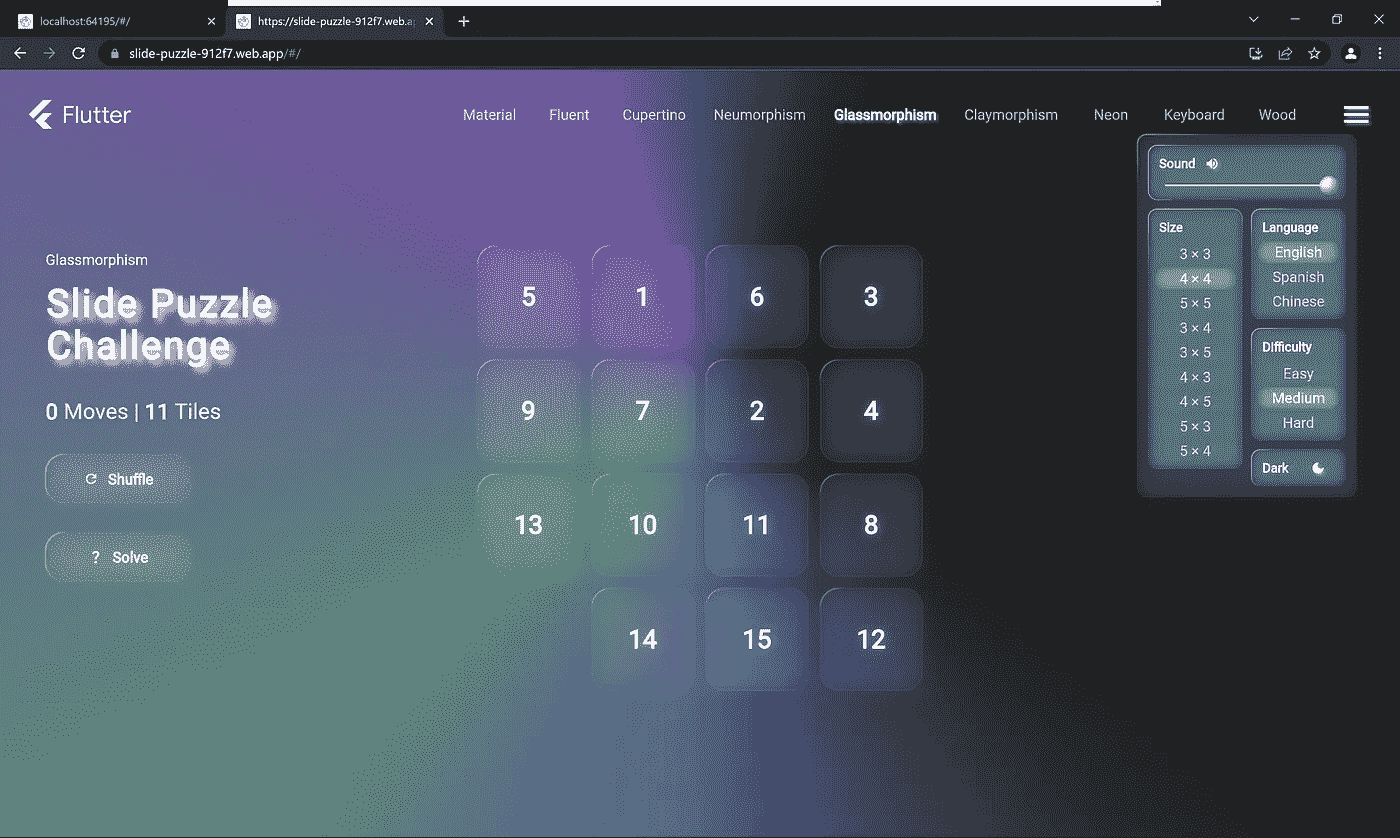 localhost:64195/#/
https://slide-puzzle-912f7.web.ap
slide-puzzle-912f7.web.app/#/
Flutter
Material Fluent Cupertino Neumorphism Glassmorphism Claymorphism Neon Keyboard Wood
Glassmorphism
Slide Puzzle
Challenge
0 Moves | 11 Tiles
Shuffle
? Solve
5 1 6 3
9 7 2 4
13 10 11 8
14 15 12
Sound
Size
3 × 3
4 × 4
5 × 5
3 × 4
3 × 5
4 × 3
4 × 5
5 × 3
5 × 4
Language
English
Spanish
Chinese
Difficulty
Easy
Medium
Hard
Dark